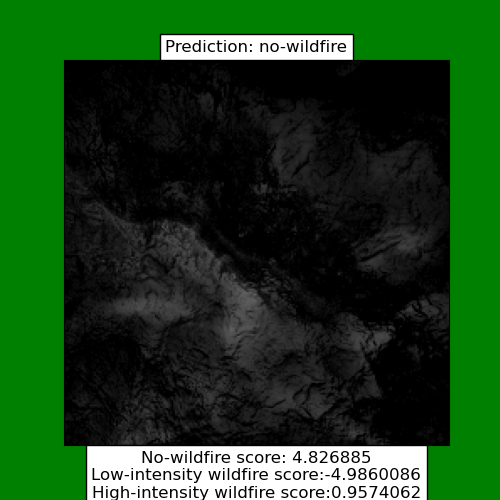 Prediction: no-wildfire
No-wildfire score: 4.826885
Low-intensity wildfire score:-4.9860086
High-intensity wildfire score:0.9574062